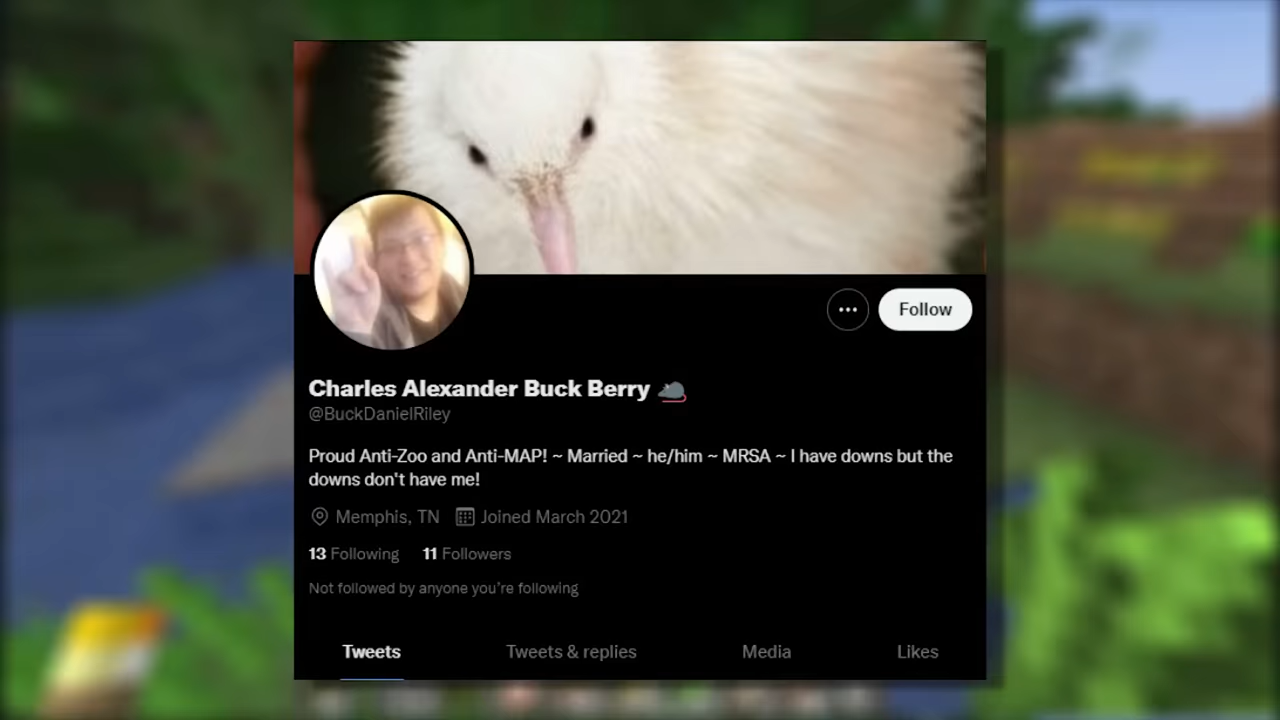 Follow
Charles Alexander Buck Berry 🐀
@BuckDanielRiley
Proud Anti-Zoo and Anti-MAP! ~ Married ~ he/him ~ MRSA ~ I have downs but the
downs don't have me!
Memphis, TN Joined March 2021
13 Following 11 Followers
Not followed by anyone you're following
Tweets Tweets & replies Media Likes